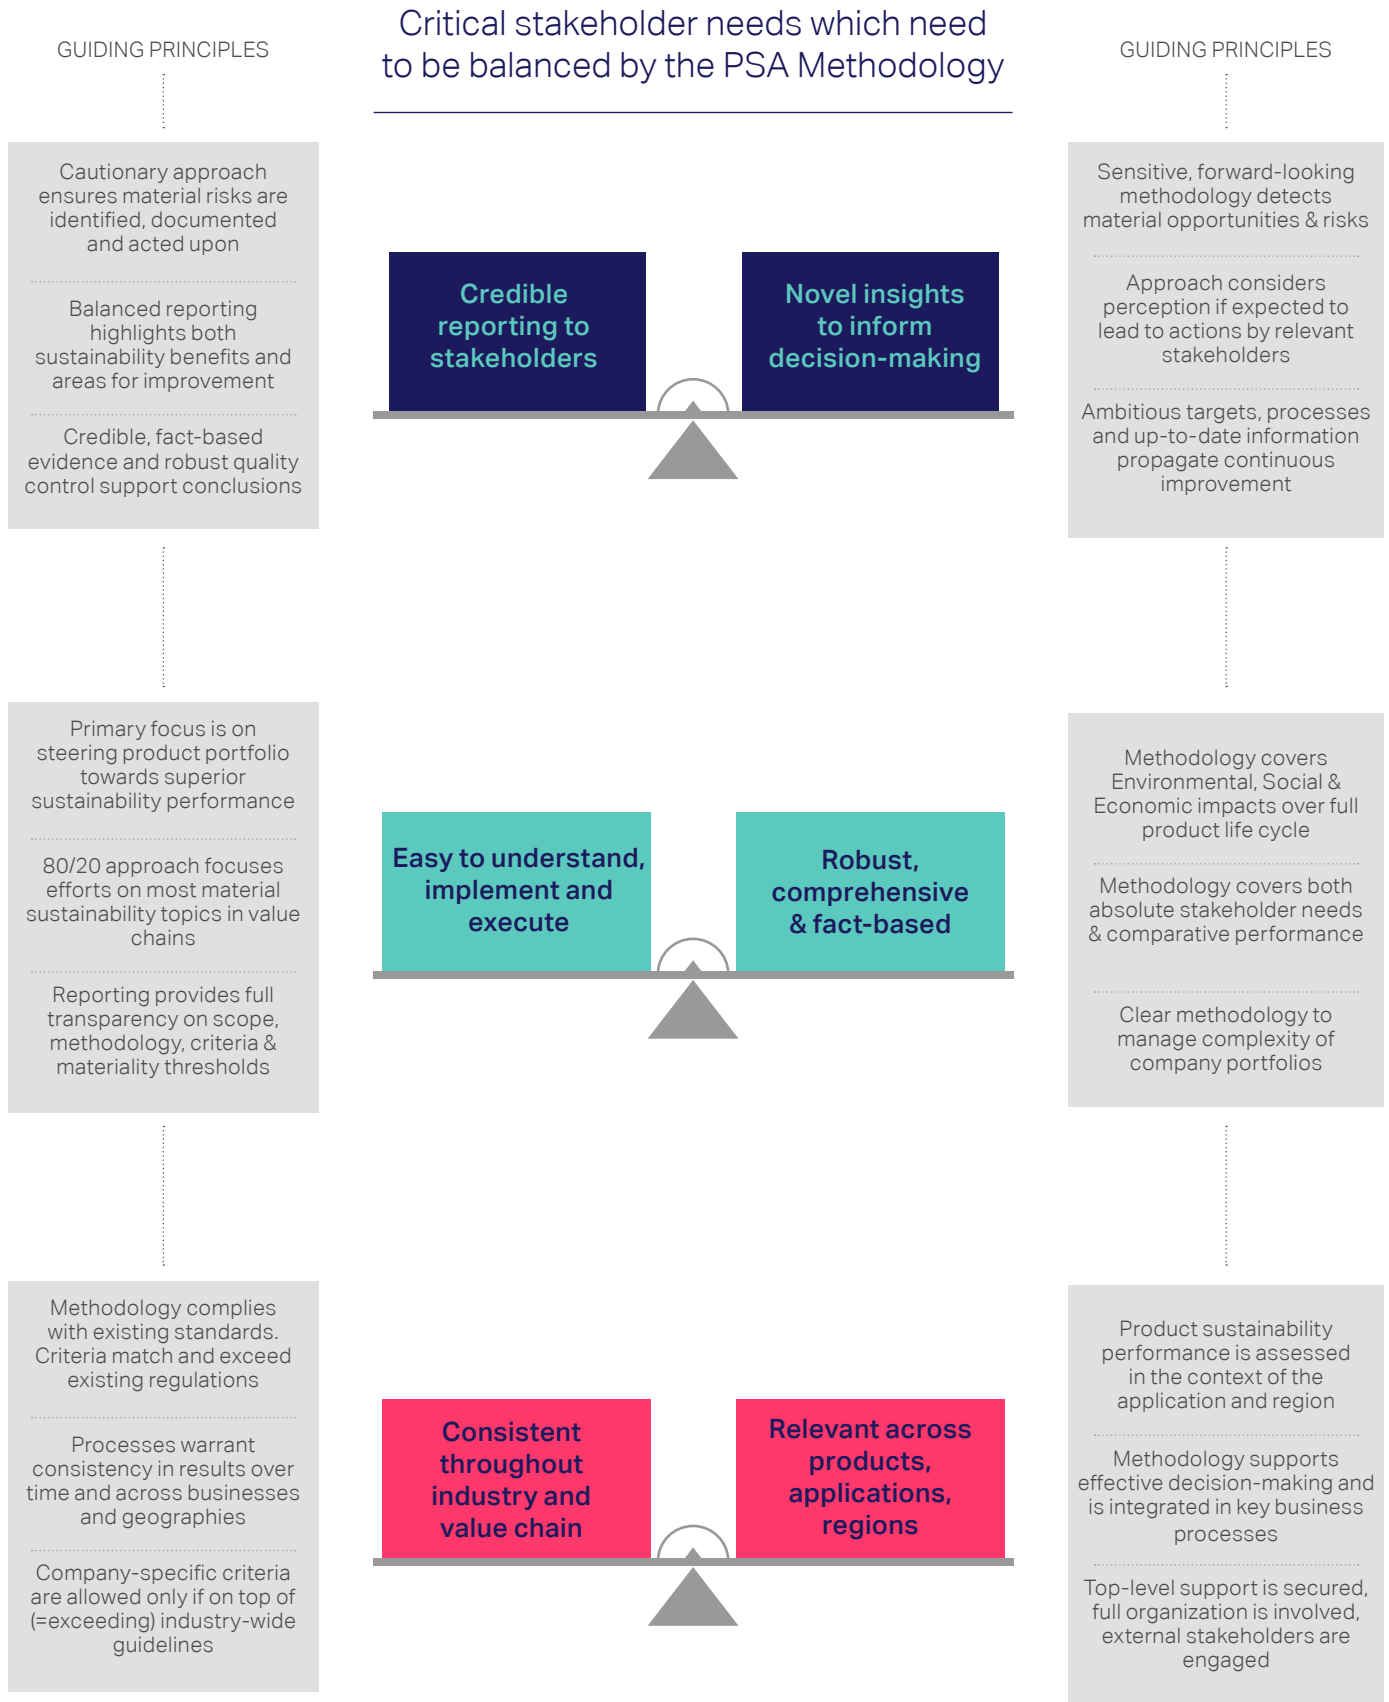 Critical stakeholder needs which need
to be balanced by the PSA Methodology
GUIDING PRINCIPLES
Cautionary approach
ensures material risks are
identified, documented
and acted upon
Balanced reporting
highlights both
sustainability benefits and
areas for improvement
Credible, fact-based
evidence and robust quality
control support conclusions
Credible
reporting to
stakeholders
Novel insights
to inform
decision-making
GUIDING PRINCIPLES
Sensitive, forward-looking
methodology detects
material opportunities & risks
Approach considers
perception if expected to
lead to actions by relevant
stakeholders
Ambitious targets, processes
and up-to-date information
propagate continuous
improvement
Primary focus is on
steering product portfolio
towards superior
sustainability performance
80/20 approach focuses
efforts on most material
sustainability topics in value
chains
Reporting provides full
transparency on scope,
methodology, criteria &
materiality thresholds
Easy to understand,
implement and
execute
Robust,
comprehensive
& fact-based
Methodology covers
Environmental, Social &
Economic impacts over full
product life cycle
Methodology covers both
absolute stakeholder needs
& comparative performance
Clear methodology to
manage complexity of
company portfolios
Methodology complies
with existing standards.
Criteria match and exceed
existing regulations
Processes warrant
consistency in results over
time and across businesses
and geographies
Company-specific criteria
are allowed only if on top of
(=exceeding) industry-wide
guidelines
Consistent
throughout
industry and
value chain
Relevant across
products,
applications,
regions
Product sustainability
performance is assessed
in the context of the
application and region
Methodology supports
effective decision-making and
is integrated in key business
processes
Top-level support is secured,
full organization is involved,
external stakeholders are
engaged